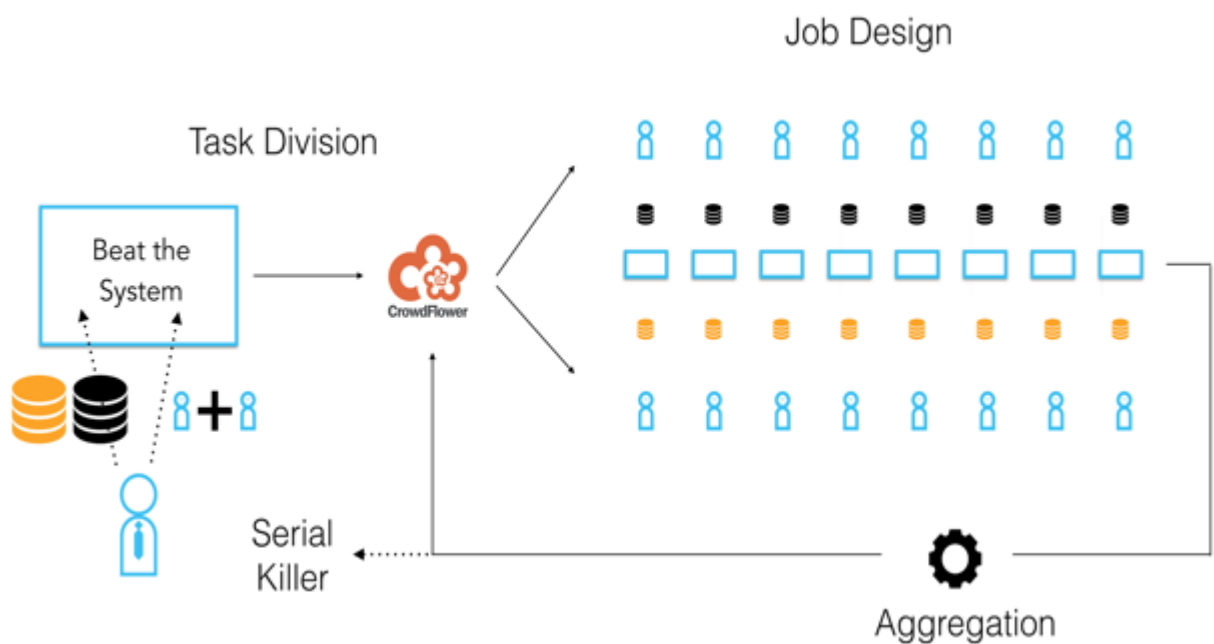 Job Design
Task Division
Beat the
System
CrowdFlower
Serial
Killer
Aggregation